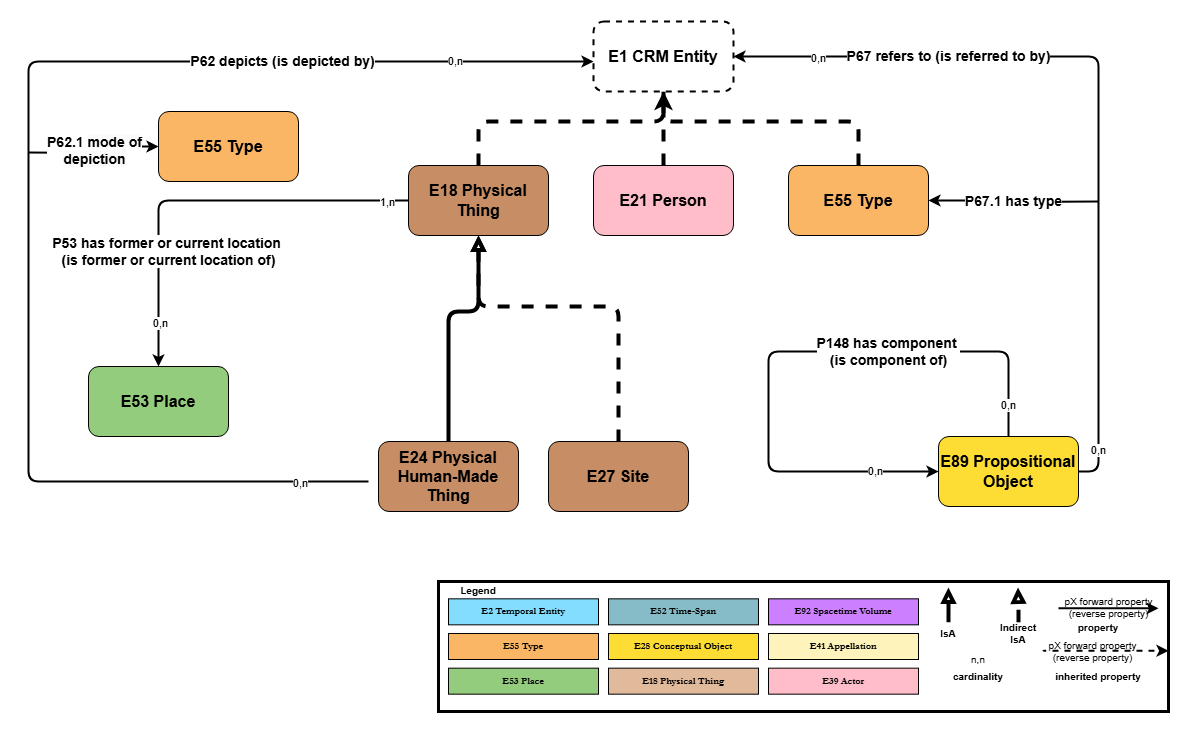 E1 CRM Entity
P62 depicts (is depicted by)
0,n
0,n
P67 refers to (is referred to by)
P62.1 mode of
depiction
E55 Type
E18 Physical
Thing
E21 Person
E55 Type
P67.1 has type
1,n
P53 has former or current location
(is former or current location of)
0,n
E53 Place
P148 has component
(is component of)
0,n
E24 Physical
Human-Made
Thing
E27 Site
0,n
0,n
E89 Propositional
Object
0,n
Legend
E2 Temporal Entity
E52 Time-Span
E92 Spacetime Volume
E55 Type
E28 Conceptual Object
E41 Appellation
E53 Place
E18 Physical Thing
E39 Actor
IsA
Indirect
IsA
pX forward property
(reverse property)
property
n,n
cardinality
pX forward property
(reverse property)
inherited property